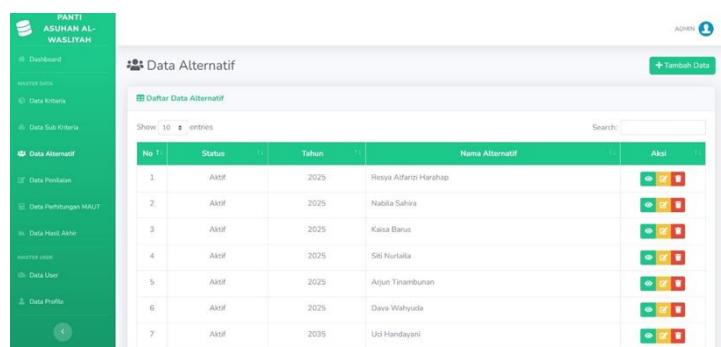 PANTI
ASUHAN AL-
WASLIYAH
ADMIN
Dashboard
MASTER DATA
Data Kriteria
Data Sub Kriteria
Data Alternatif
Data Penilaian
Data Perhitungan MAUT
Data Hasil Akhir
MASTER USER
Data User
Data Profile
Data Alternatif
+ Tambah Data
Daftar Data Alternatif
Show 10 entries
Search:
No Status Tahun Nama Alternatif Aksi
1 Aktif 2025 Resya Alfarizi Harahap
2 Aktif 2025 Nabila Sahira
3 Aktif 2025 Kaisa Barus
4 Aktif 2025 Siti Nurlaila
5 Aktif 2025 Arjun Tinambunan
6 Aktif 2025 Dava Wahyuda
7 Aktif 2035 Uci Handayani